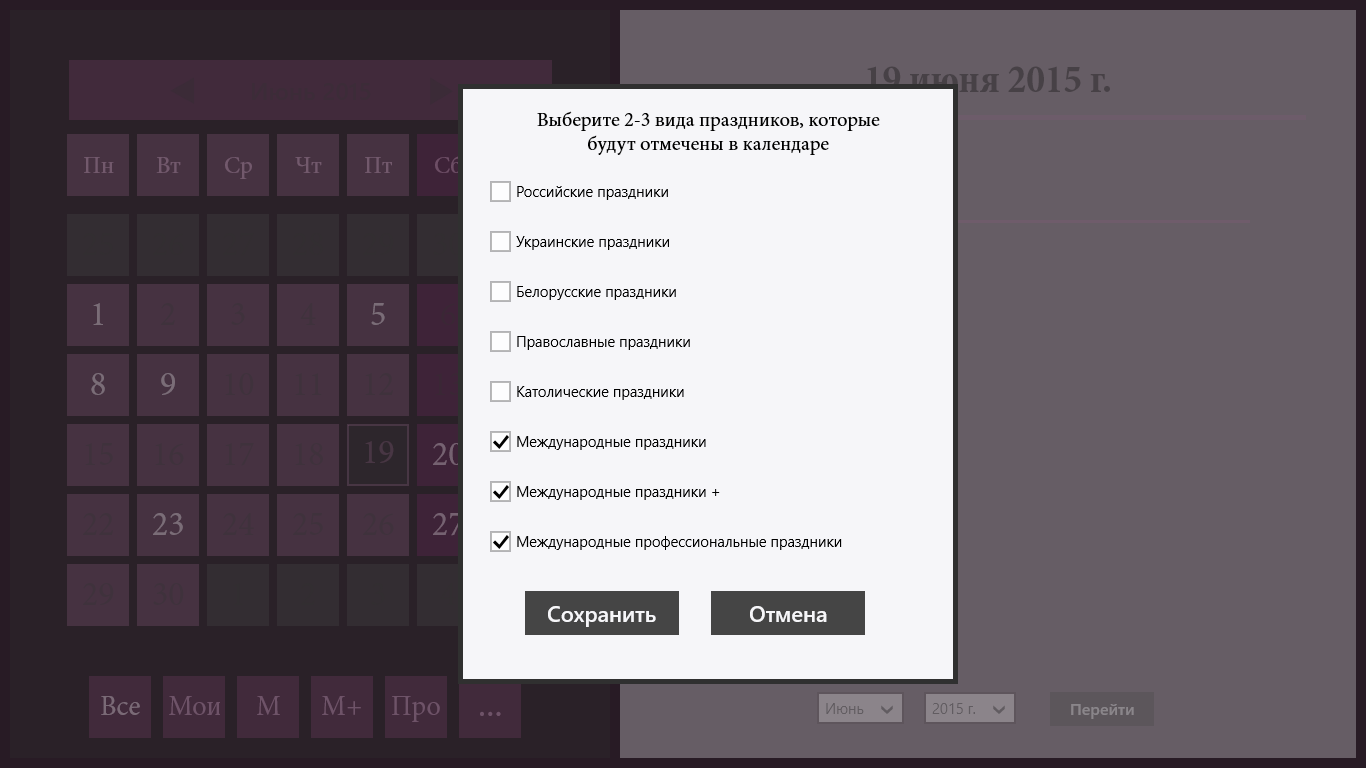 19 июня 2015 г.
Выберите 2-3 вида праздников, которые
будут отмечены в календаре
Российские праздники
Украинские праздники
Белорусские праздники
Православные праздники
Католические праздники
Международные праздники
Международные праздники +
Международные профессиональные праздники
Сохранить Отмена
Пн Вт Ср Чт Пт Сб
1 2 3 4 5
8 9 10 11 12
15 16 17 18 19 20
22 23 24 25 26 27
29 30
Все Мои М М+ Про ...
Июнь 2015 г. Перейти